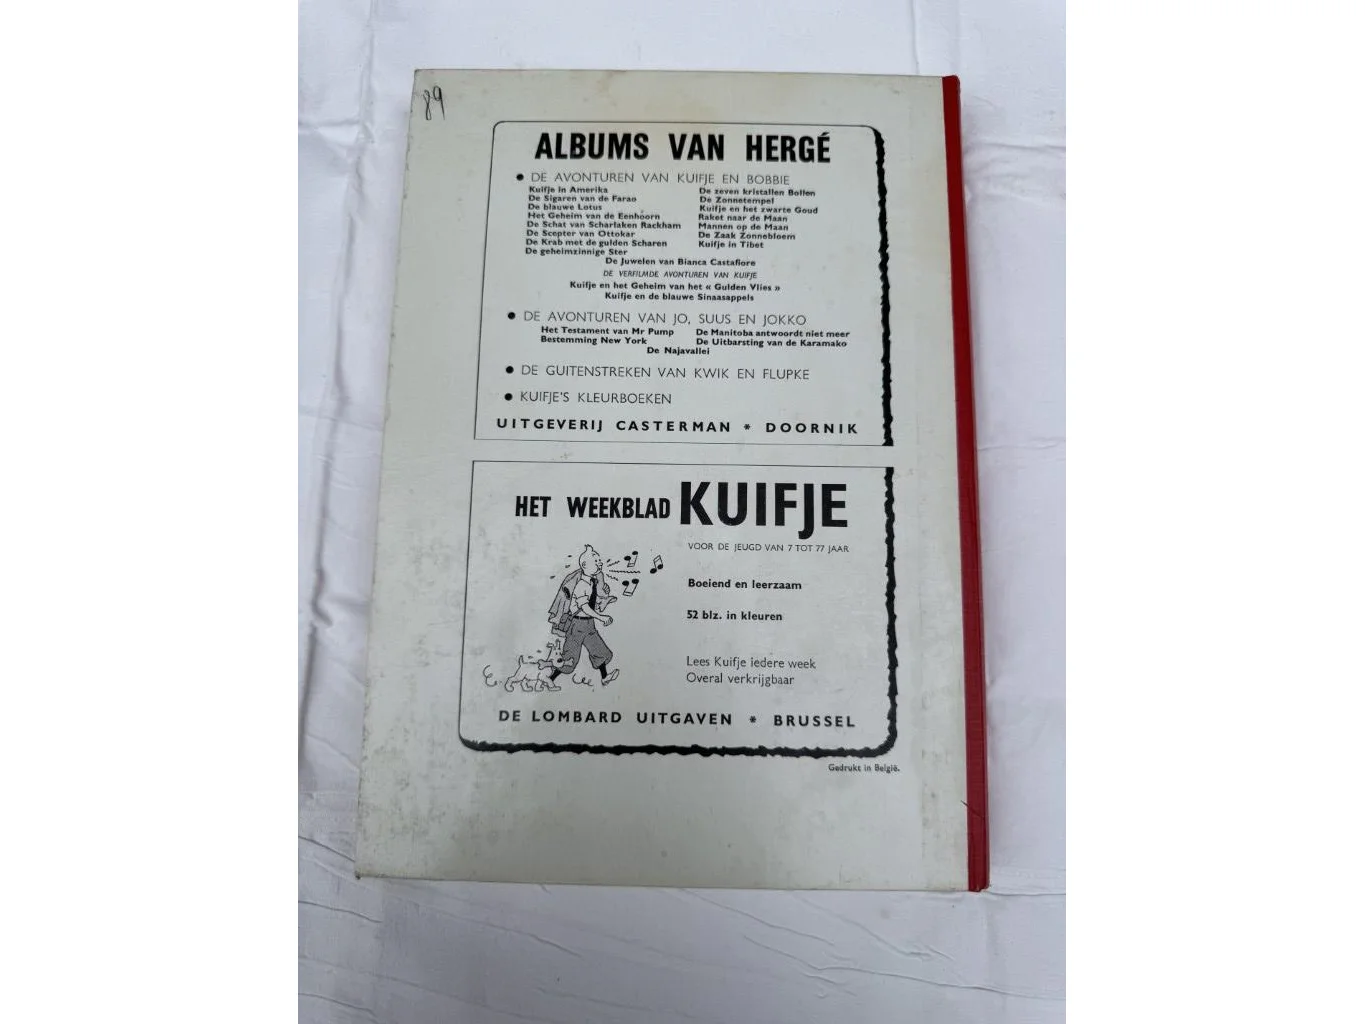 89
ALBUMS VAN HERGÉ
● DE AVONTUREN VAN KUIFJE EN BOBBIE
Kuifje in Amerika
De Sigaren van de Farao
De blauwe Lotus
Het Geheim van de Eenhoorn
De Schat van Scharlaken Rackham
De Scepter van Ottokar
De Krab met de gulden Scharen
De geheimzinnige Ster
De zeven kristallen Bollen
De Zonnetempel
Kuifje en het zwarte Goud
Raket naar de Maan
Mannen op de Maan
De Zaak Zonnebloem
Kuifje in Tibet
De Juwelen van Bianca Castafiore
DE VERFILMDE AVONTUREN VAN KUIFJE
Kuifje en het Geheim van het « Gulden Vlies »
Kuifje en de blauwe Sinaasappels
● DE AVONTUREN VAN JO, SUUS EN JOKKO
Het Testament van Mr Pump
Bestemming New York
De Manitoba antwoordt niet meer
De Uitbarsting van de Karamako
De Najavallei
● DE GUITENSTREKEN VAN KWIK EN FLUPKE
● KUIFJE'S KLEURBOEKEN
UITGEVERIJ CASTERMAN * DOORNIK
HET WEEKBLAD KUIFJE
VOOR DE JEUGD VAN 7 TOT 77 JAAR
Boeiend en leerzaam
52 blz. in kleuren
Lees Kuifje iedere week
Overal verkrijgbaar
DE LOMBARD UITGAVEN * BRUSSEL
Gedrukt in België.